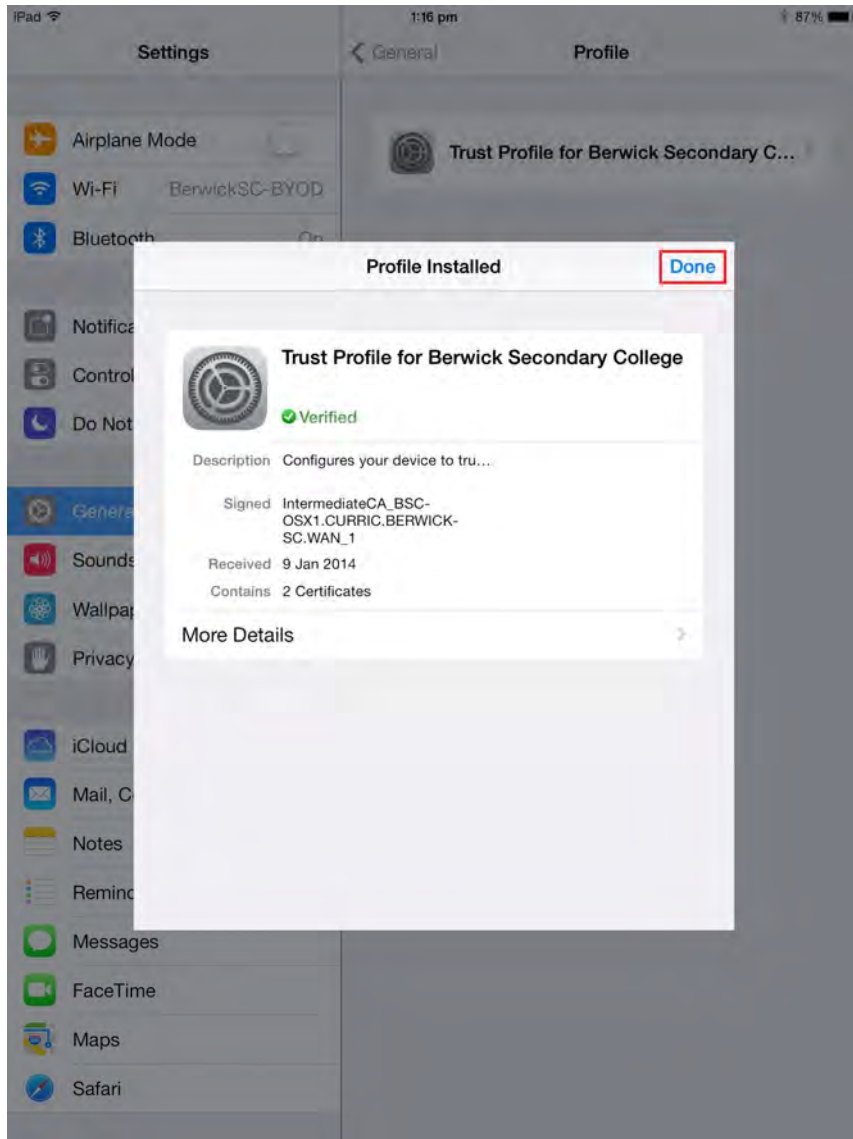 iPad
1:16 pm
87%
Settings
General
Profile
Airplane Mode
Trust Profile for Berwick Secondary C...
Wi-Fi BerwickSC-BYOD
Bluetooth On
Profile Installed
Done
Notifica
Trust Profile for Berwick Secondary College
Control
Verified
Do Not
Description Configures your device to tru...
Signed IntermediateCA_BSC-
OSX1.CURRIC.BERWICK-
SC.WAN_1
Genera
Sounds
Received 9 Jan 2014
Contains 2 Certificates
Wallpap
More Details
Privacy
iCloud
Mail, C
Notes
Remind
Messages
FaceTime
Maps
Safari